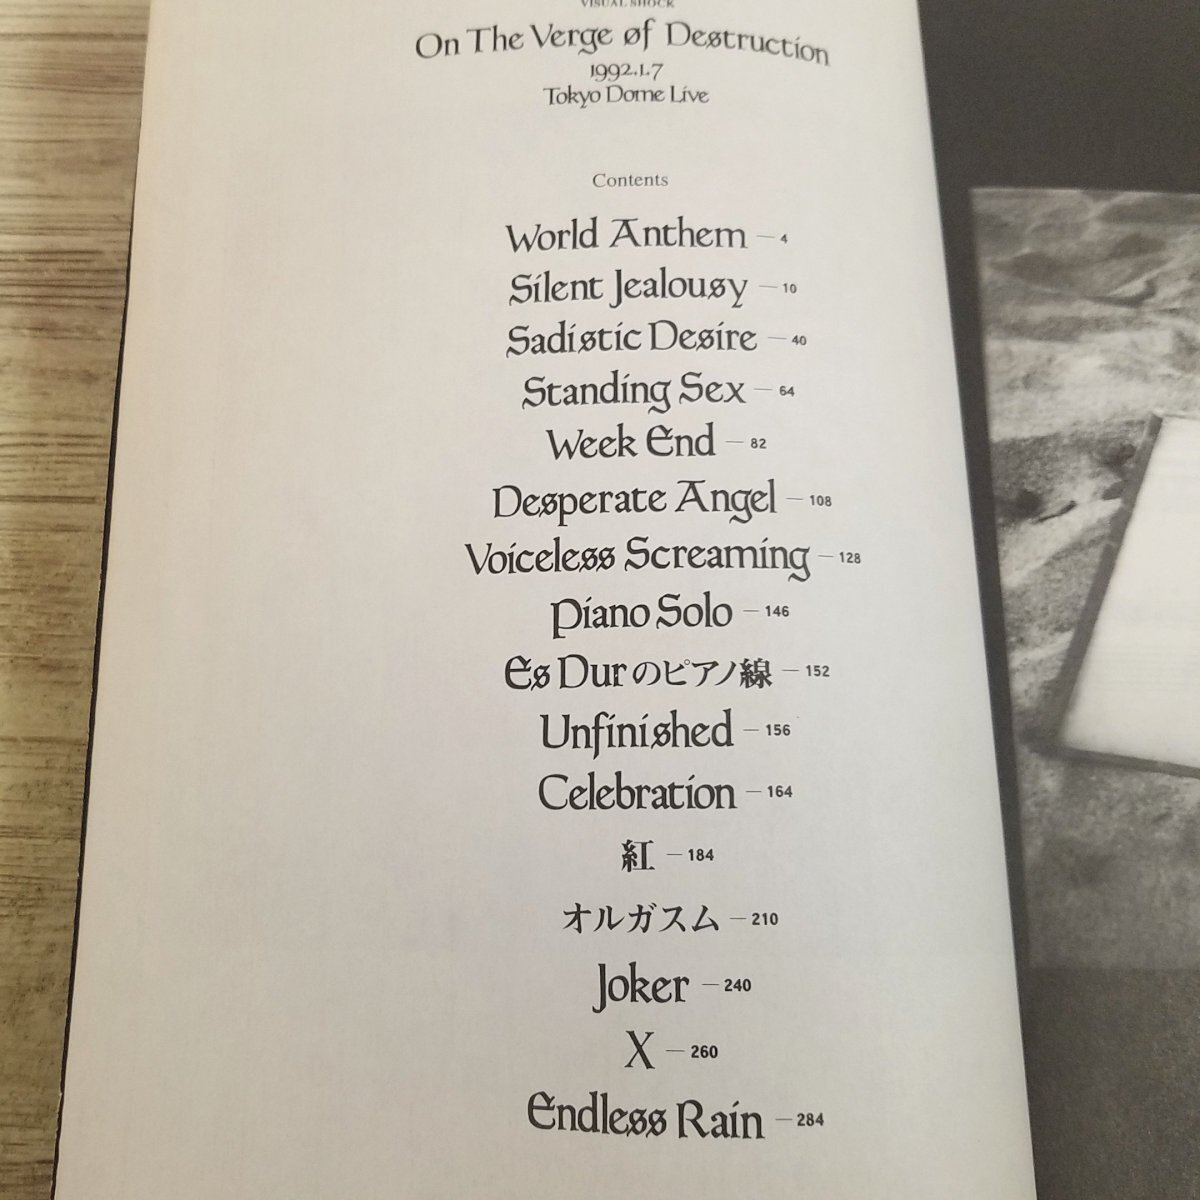 VISUAL SHOCK
On The Verge of Destruction
1992.1.7
Tokyo Dome Live
Contents
World Anthem — 4
Silent Jealousy — 10
Sadistic Desire — 40
Standing Sex — 64
Week End — 82
Desperate Angel — 108
Voiceless Screaming — 128
Piano Solo — 146
Es Durのピアノ線 — 152
Unfinished — 156
Celebration — 164
紅 — 184
オルガスム — 210
Joker — 240
X — 260
Endless Rain — 284